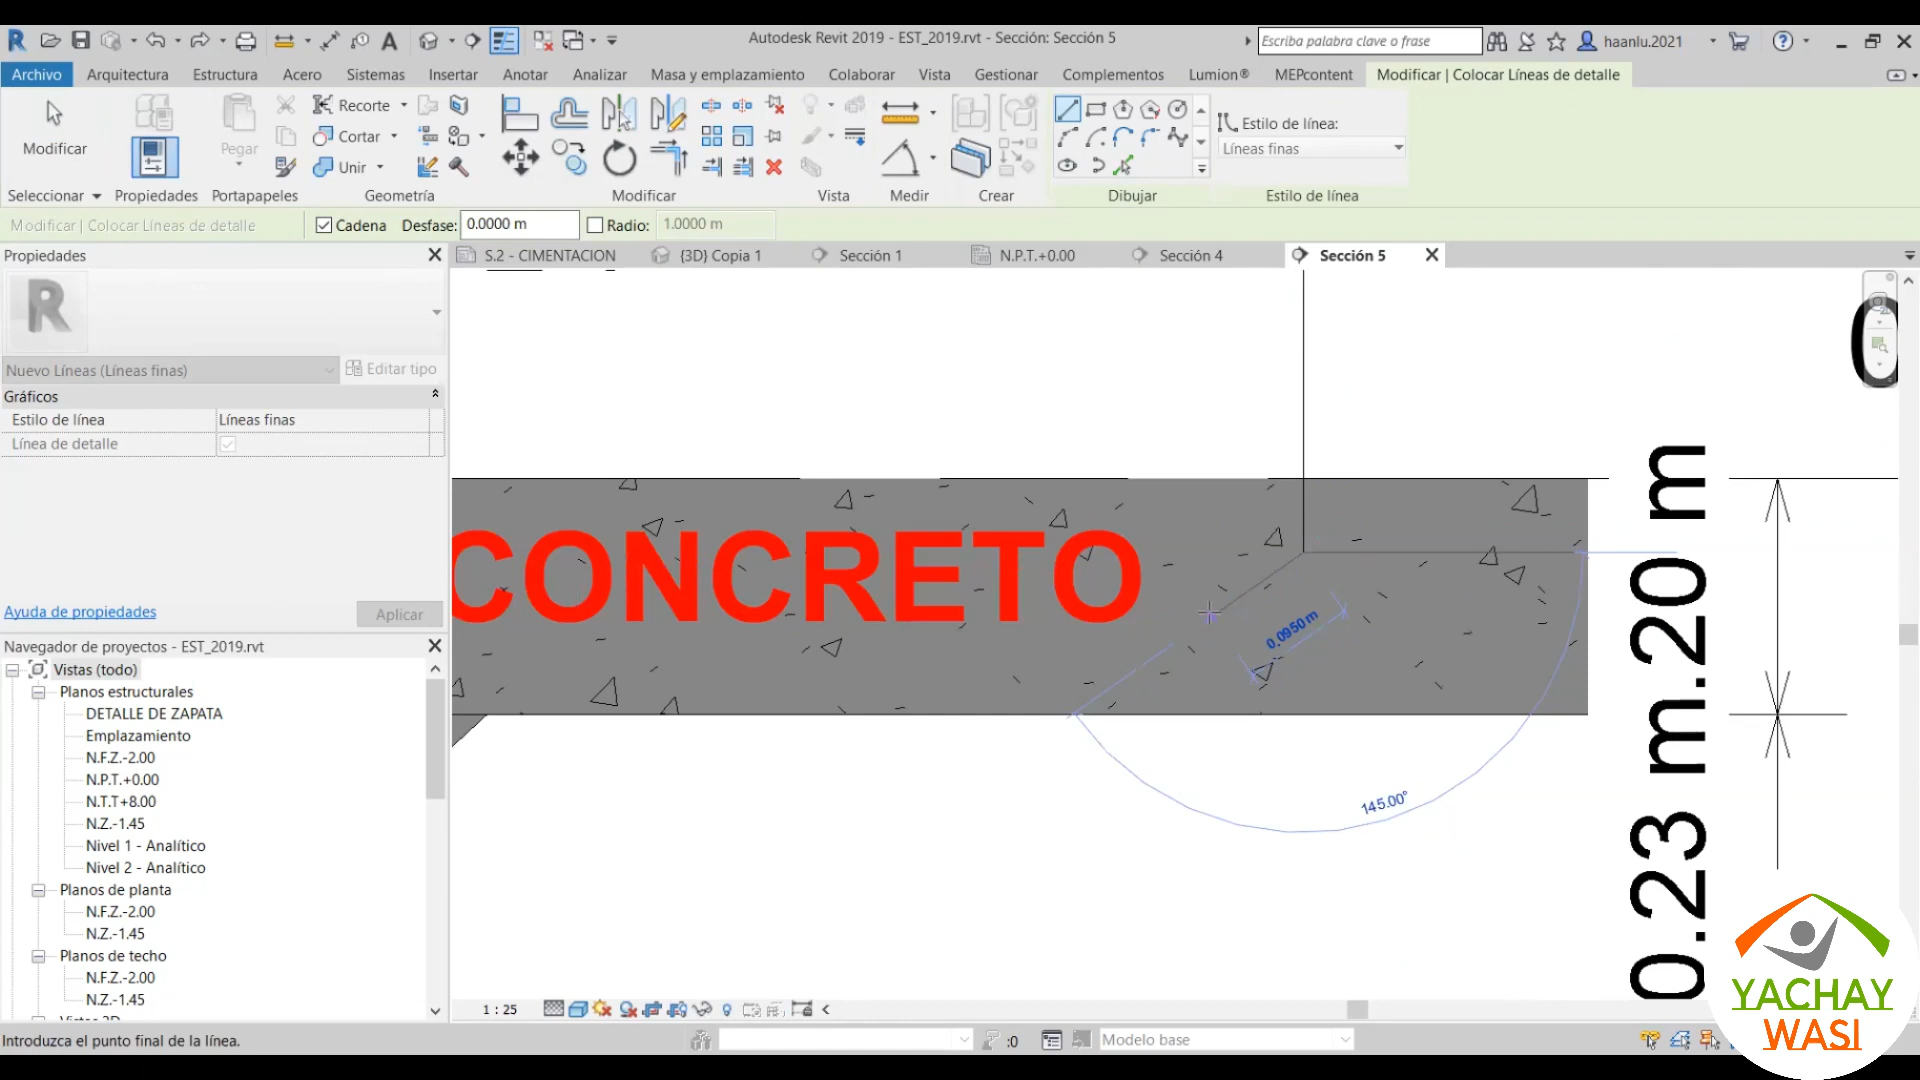 Autodesk Revit 2019 - EST_2019.rvt - Sección: Sección 5
Escriba palabra clave o frase
haanlu.2021
Archivo
Arquitectura
Estructura
Acero
Sistemas
Insertar
Anotar
Analizar
Masa y emplazamiento
Colaborar
Vista
Gestionar
Complementos
Lumion®
MEPcontent
Modificar | Colocar Líneas de detalle
Recorte
Cortar
Unir
Modificar
Pegar
Estilo de línea:
Líneas finas
Seleccionar
Propiedades
Portapapeles
Geometría
Modificar
Vista
Medir
Crear
Dibujar
Estilo de línea
Modificar | Colocar Líneas de detalle
Cadena
Desfase:
0.0000 m
Radio:
1.0000 m
Propiedades
S.2 - CIMENTACION
{3D} Copia 1
Sección 1
N.P.T.+0.00
Sección 4
Sección 5
Nuevo Líneas (Líneas finas)
Editar tipo
Gráficos
Estilo de línea
Líneas finas
Línea de detalle
Ayuda de propiedades
Aplicar
Navegador de proyectos - EST_2019.rvt
Vistas (todo)
Planos estructurales
DETALLE DE ZAPATA
Emplazamiento
N.F.Z.-2.00
N.P.T.+0.00
N.T.T+8.00
N.Z.-1.45
Nivel 1 - Analítico
Nivel 2 - Analítico
Planos de planta
N.F.Z.-2.00
N.Z.-1.45
Planos de techo
N.F.Z.-2.00
N.Z.-1.45
CONCRETO
0.0950 m
145.00°
0.23 m.20 m
1 : 25
Introduzca el punto final de la línea.
:0
Modelo base
YACHAY
WASI